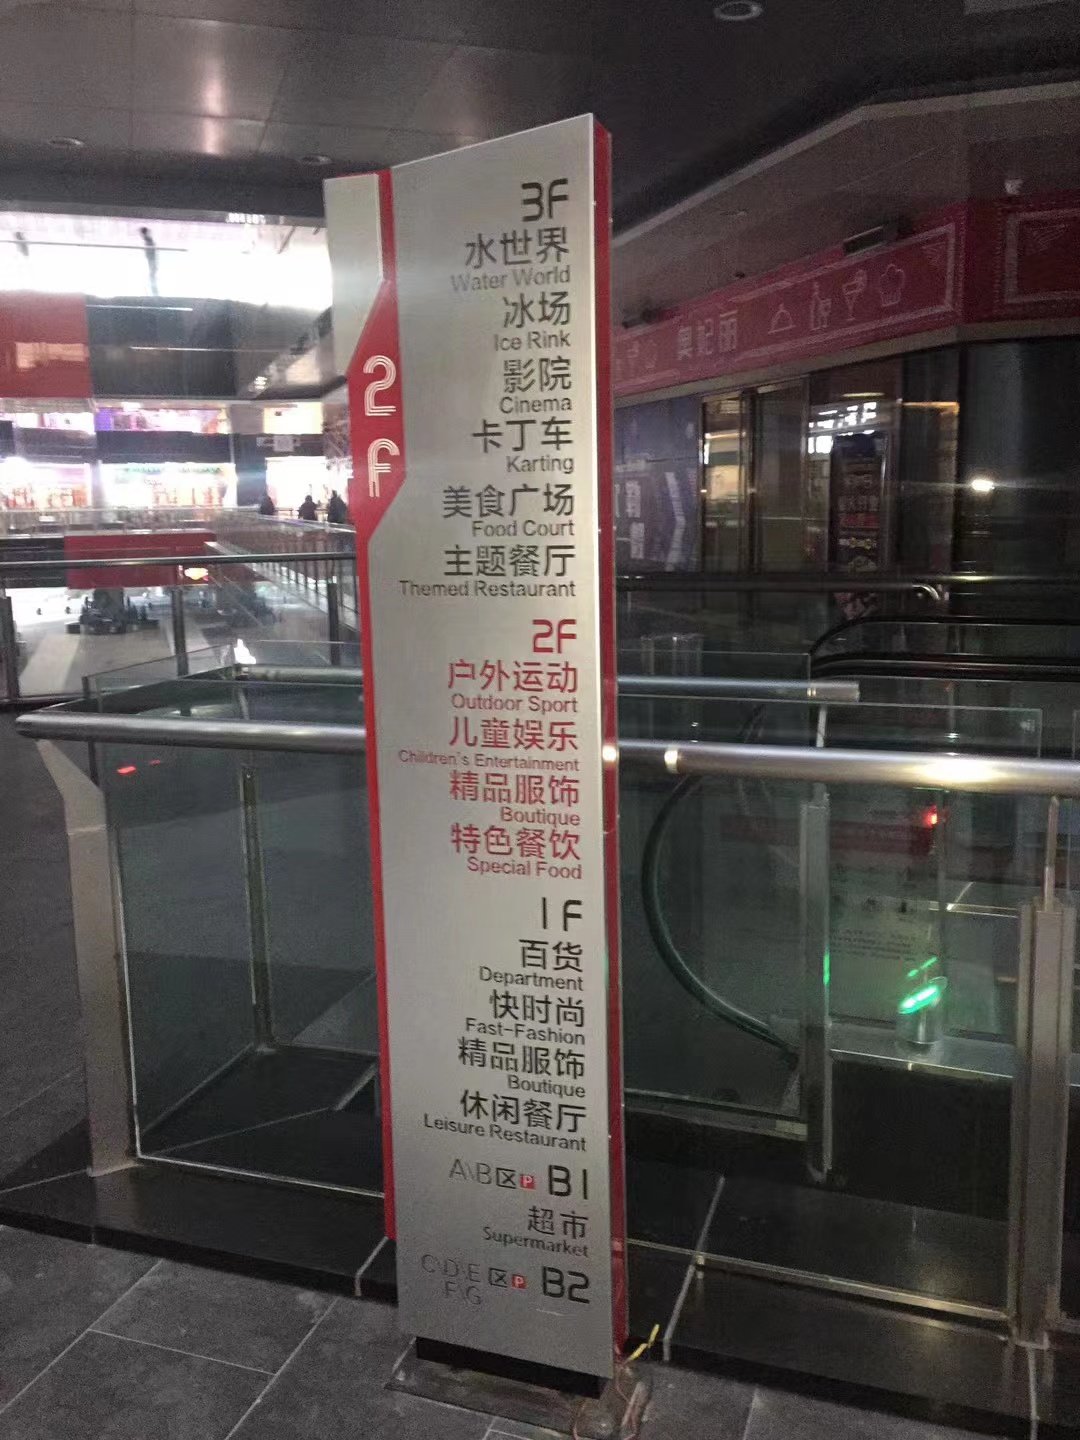 2F
3F
水世界
Water World
冰场
Ice Rink
影院
Cinema
卡丁车
Karting
美食广场
Food Court
主题餐厅
Themed Restaurant
2F
户外运动
Outdoor Sport
儿童娱乐
Children's Entertainment
精品服饰
Boutique
特色餐饮
Special Food
1F
百货
Department
快时尚
Fast-Fashion
精品服饰
Boutique
休闲餐厅
Leisure Restaurant
A\B区 P B1
超市
Supermarket
C\D\E区 P B2
F\G